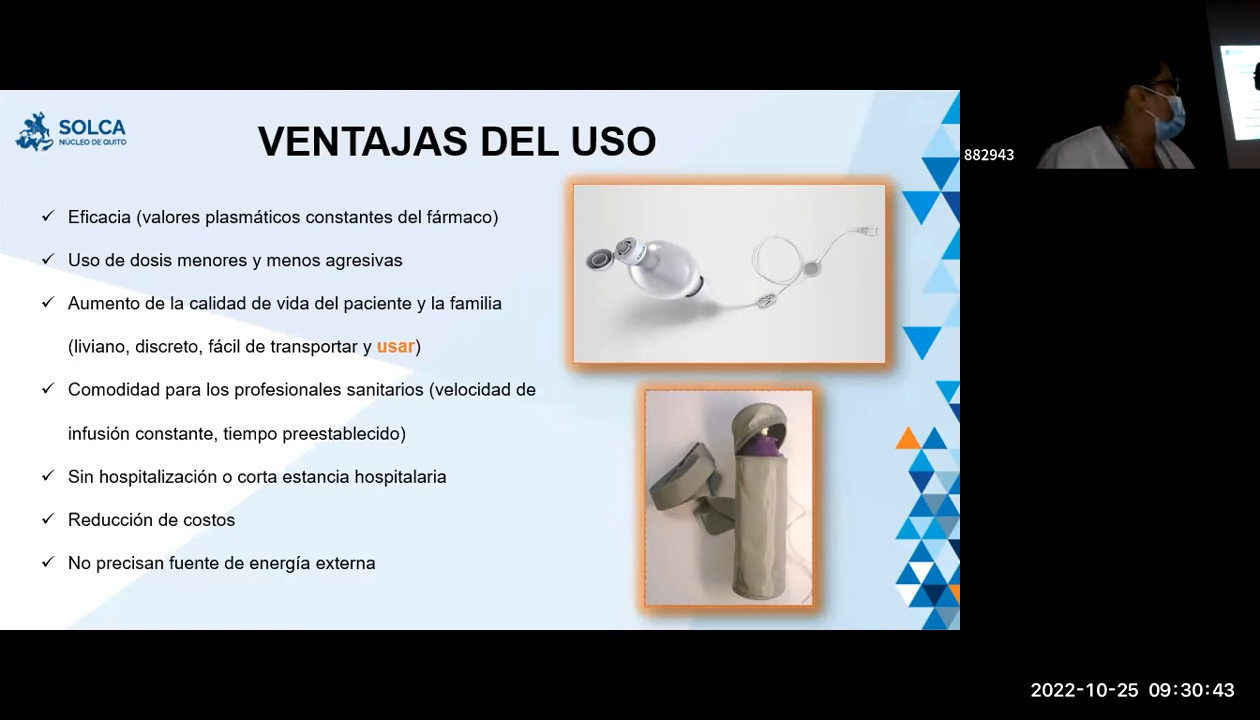 SOLCA
NÚCLEO DE QUITO
VENTAJAS DEL USO
✓ Eficacia (valores plasmáticos constantes del fármaco)
✓ Uso de dosis menores y menos agresivas
✓ Aumento de la calidad de vida del paciente y la familia
(liviano, discreto, fácil de transportar y usar)
✓ Comodidad para los profesionales sanitarios (velocidad de
infusión constante, tiempo preestablecido)
✓ Sin hospitalización o corta estancia hospitalaria
✓ Reducción de costos
✓ No precisan fuente de energía externa
882943
2022-10-25 09:30:43